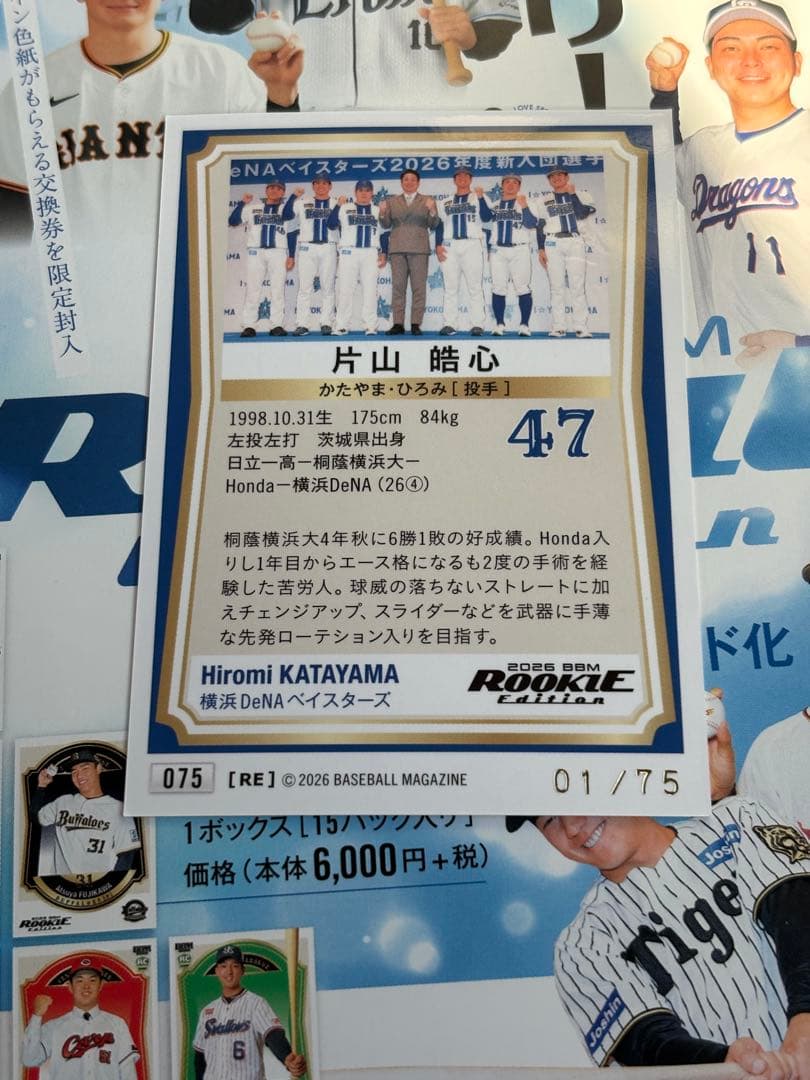 イン色紙がもらえる交換券を限定封入
18
Dragons
11
eNAベイスターズ2026年度新入団選手
片山 皓心
かたやま・ひろみ[投手]
1998.10.31生 175cm 84kg
左投左打 茨城県出身
日立一高－桐蔭横浜大－
Honda－横浜DeNA（26④）
47
桐蔭横浜大4年秋に6勝1敗の好成績。Honda入
りし1年目からエース格になるも2度の手術を経
験した苦労人。球威の落ちないストレートに加
えチェンジアップ、スライダーなどを武器に手薄
な先発ローテション入りを目指す。
Hiromi KATAYAMA
横浜DeNAベイスターズ
2026 BBM
ROOKIE
Edition
075
[RE] ©2026 BASEBALL MAGAZINE
01/75
ド化
1ボックス[15パック入り]
価格（本体6,000円＋税）
Buffaloes
31
31
Atsuya FUJIKAWA
BUFFALOES
ROOKIE
Edition
Carp
Swallows
6
Joshin
Tige
Joshin